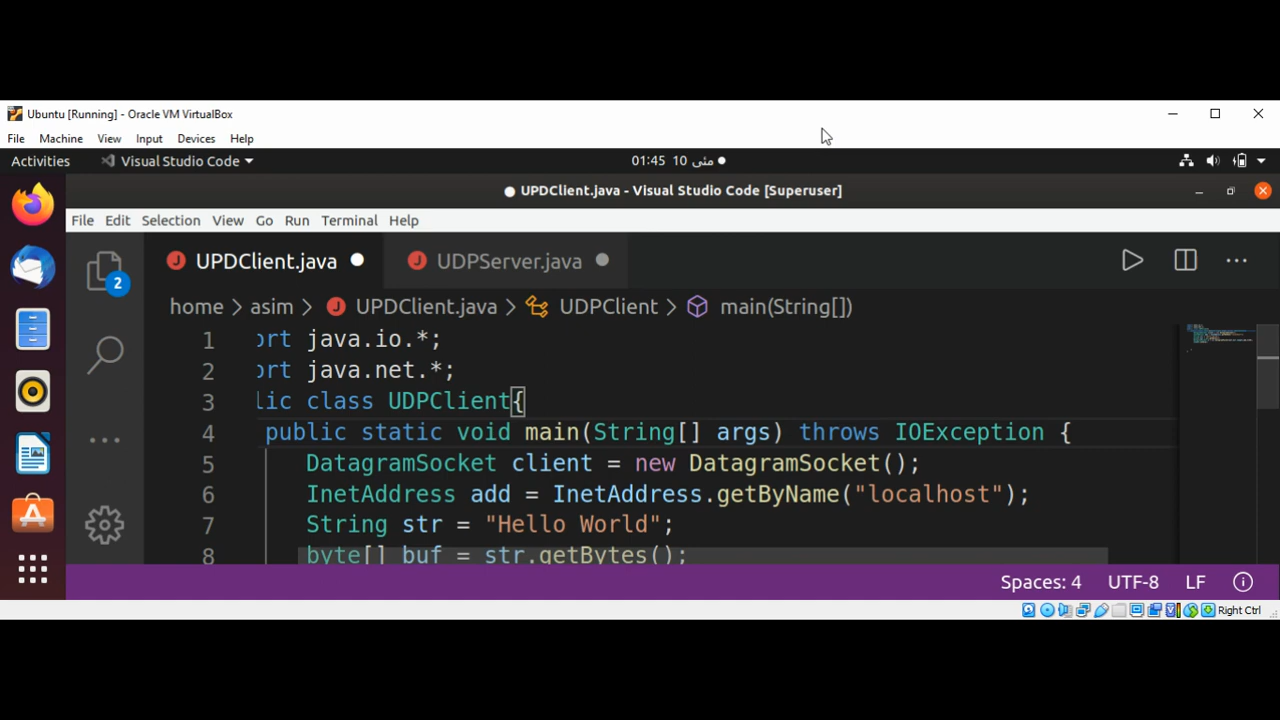 Ubuntu [Running] - Oracle VM VirtualBox
File Machine View Input Devices Help
Activities Visual Studio Code 01:45 10 مئی
UPDClient.java - Visual Studio Code [Superuser]
File Edit Selection View Go Run Terminal Help
2 UPDClient.java UDPServer.java
home > asim > UPDClient.java > UDPClient > main(String[])
1 ort java.io.*;
2 ort java.net.*;
3 lic class UDPClient{
4 public static void main(String[] args) throws IOException {
5 DatagramSocket client = new DatagramSocket();
6 InetAddress add = InetAddress.getByName("localhost");
7 String str = "Hello World";
8 byte[] buf = str.getBytes();
Spaces: 4 UTF-8 LF
Right Ctrl